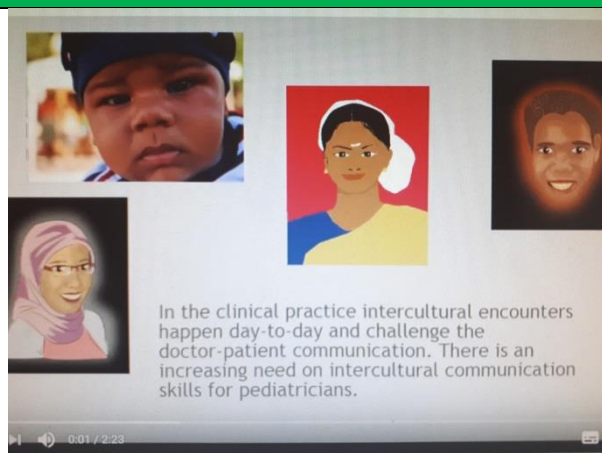 In the clinical practice intercultural encounters
happen day-to-day and challenge the
doctor-patient communication. There is an
increasing need on intercultural communication
skills for pediatricians.
0:01 / 2:23